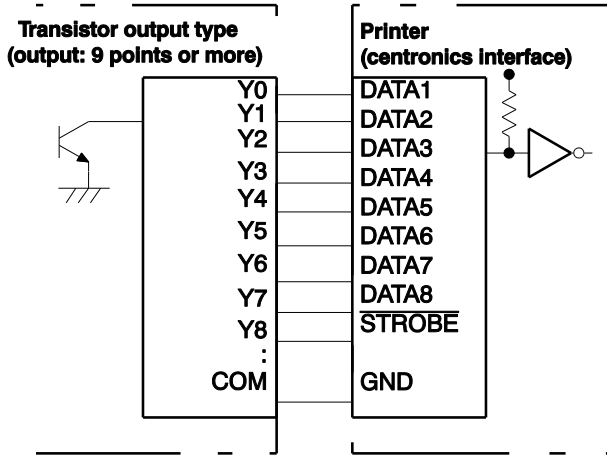 Transistor output type
(output: 9 points or more)
Y0
Y1
Y2
Y3
Y4
Y5
Y6
Y7
Y8
:
COM
Printer
(centronics interface)
DATA1
DATA2
DATA3
DATA4
DATA5
DATA6
DATA7
DATA8
STROBE
GND